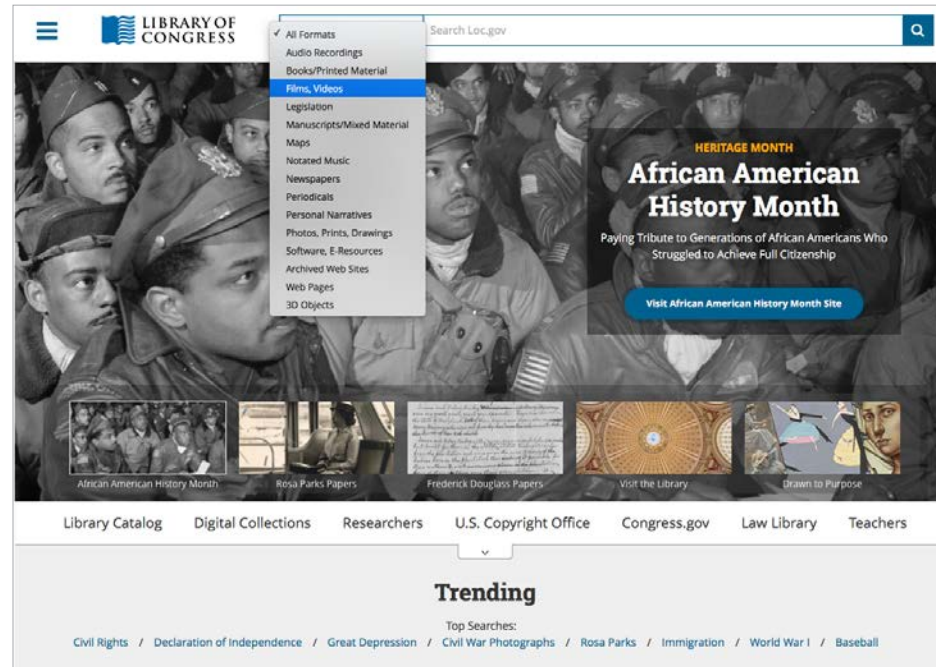 LIBRARY OF
CONGRESS
✓ All Formats
Audio Recordings
Books/Printed Material
Films, Videos
Legislation
Manuscripts/Mixed Material
Maps
Notated Music
Newspapers
Periodicals
Personal Narratives
Photos, Prints, Drawings
Software, E-Resources
Archived Web Sites
Web Pages
3D Objects
Search Loc.gov
HERITAGE MONTH
African American
History Month
Paying Tribute to Generations of African Americans Who
Struggled to Achieve Full Citizenship
Visit African American History Month Site
African American History Month
Rosa Parks Papers
Frederick Douglass Papers
Visit the Library
Drawn to Purpose
Library Catalog Digital Collections Researchers U.S. Copyright Office Congress.gov Law Library Teachers
Trending
Top Searches:
Civil Rights / Declaration of Independence / Great Depression / Civil War Photographs / Rosa Parks / Immigration / World War I / Baseball